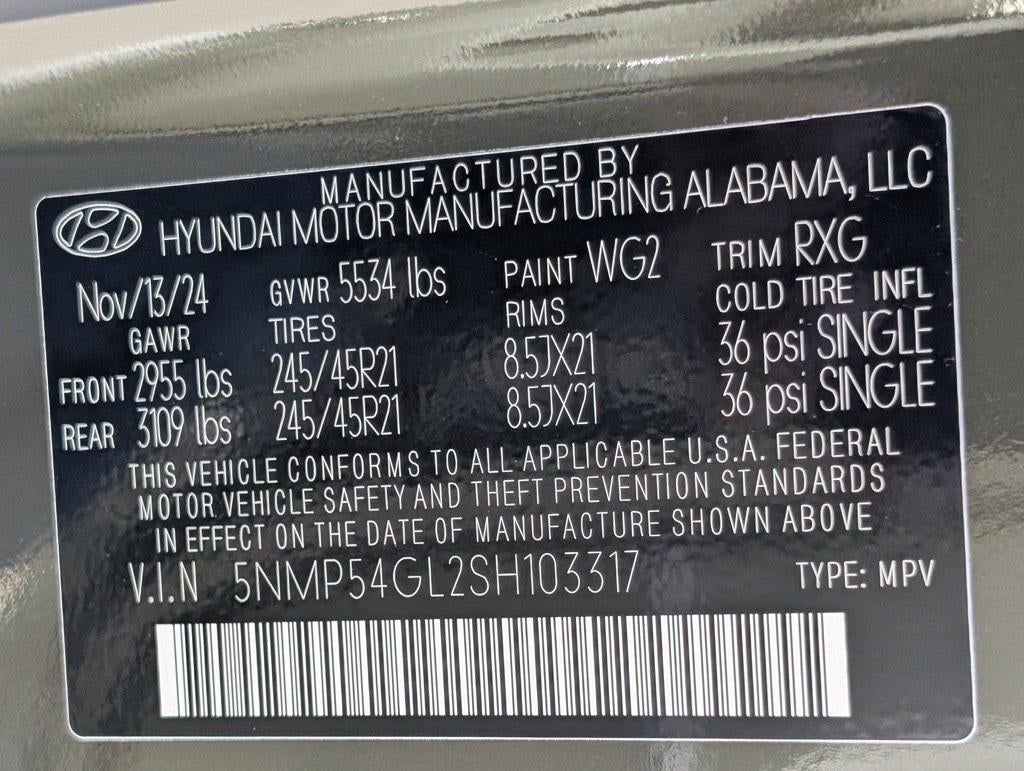 MANUFACTURED BY
HYUNDAI MOTOR MANUFACTURING ALABAMA, LLC
Nov/13/24 GVWR 5534 lbs PAINT WG2 TRIM RXG
GAWR TIRES RIMS COLD TIRE INFL
FRONT 2955 lbs 245/45R21 8.5JX21 36 psi SINGLE
REAR 3109 lbs 245/45R21 8.5JX21 36 psi SINGLE
THIS VEHICLE CONFORMS TO ALL APPLICABLE U.S.A. FEDERAL
MOTOR VEHICLE SAFETY AND THEFT PREVENTION STANDARDS
IN EFFECT ON THE DATE OF MANUFACTURE SHOWN ABOVE
V.I.N 5NMP54GL2SH103317 TYPE: MPV